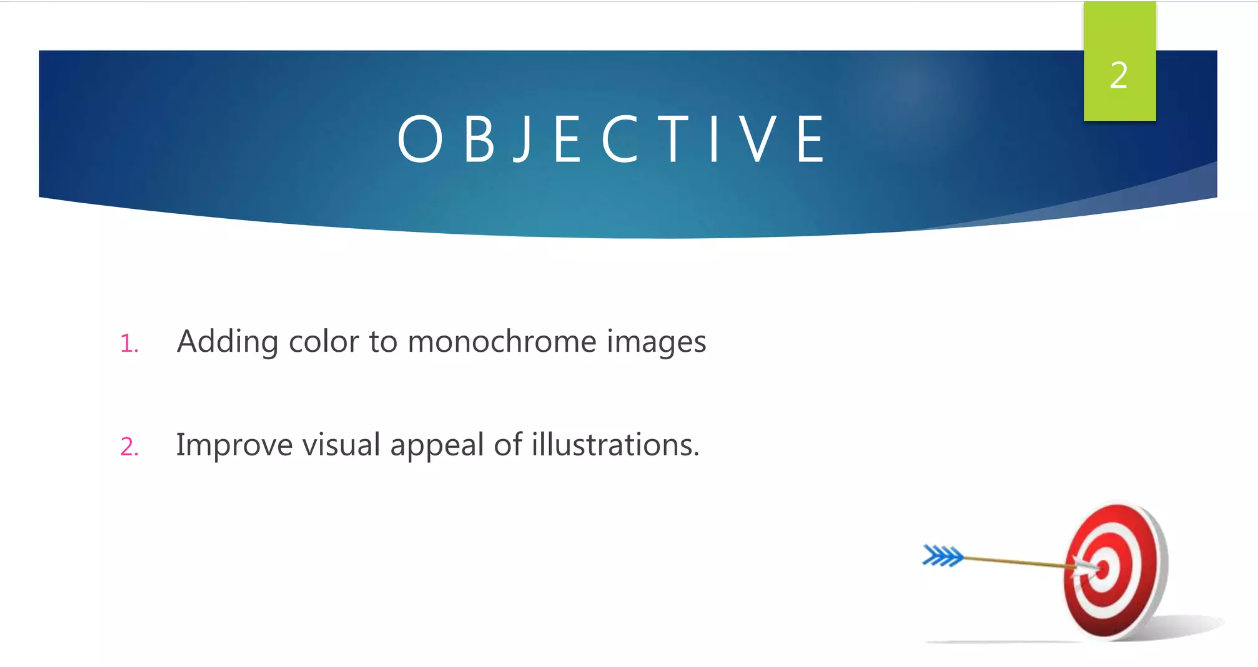 2
OBJECTIVE
1. Adding color to monochrome images
2. Improve visual appeal of illustrations.